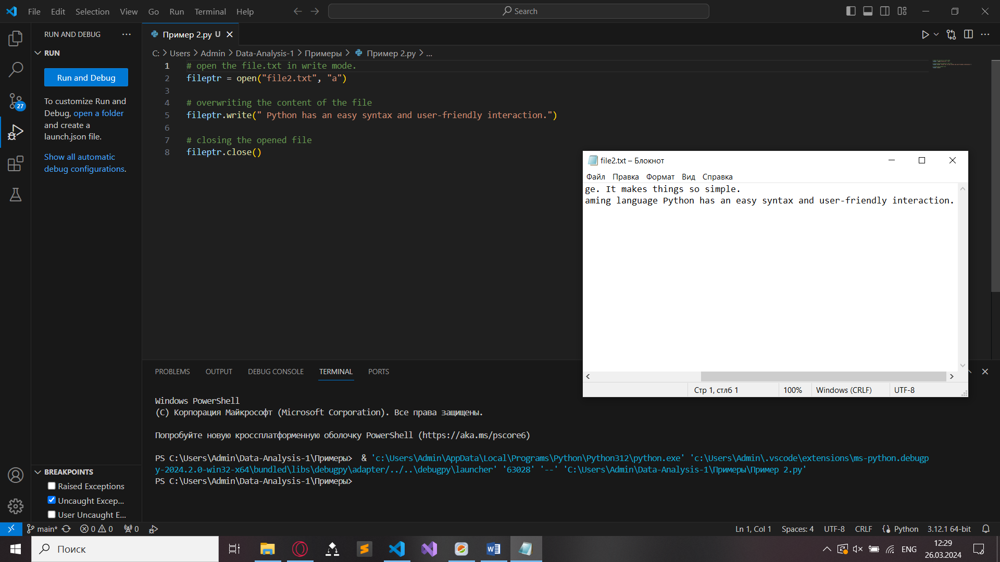 File Edit Selection View Go Run Terminal Help
Search
RUN AND DEBUG
RUN
Run and Debug
To customize Run and
Debug, open a folder
and create a
launch.json file.
Show all automatic
debug configurations.
Пример 2.py U
C: Users Admin Data-Analysis-1 Примеры Пример 2.py ...
1 # open the file.txt in write mode.
2 fileptr = open("file2.txt", "a")
3
4 # overwriting the content of the file
5 fileptr.write(" Python has an easy syntax and user-friendly interaction.")
6
7 # closing the opened file
8 fileptr.close()
file2.txt – Блокнот
Файл Правка Формат Вид Справка
ge. It makes things so simple.
aming language Python has an easy syntax and user-friendly interaction.
Стр 1, стлб 1 100% Windows (CRLF) UTF-8
PROBLEMS OUTPUT DEBUG CONSOLE TERMINAL PORTS
Windows PowerShell
(C) Корпорация Майкрософт (Microsoft Corporation). Все права защищены.
Попробуйте новую кроссплатформенную оболочку PowerShell (https://aka.ms/pscore6)
PS C:\Users\Admin\Data-Analysis-1\Примеры> & 'c:\Users\Admin\AppData\Local\Programs\Python\Python312\python.exe' 'c:\Users\Admin\.vscode\extensions\ms-python.debugp
y-2024.2.0-win32-x64\bundled\libs\debugpy\adapter/../..\debugpy\launcher' '63028' '--' 'C:\Users\Admin\Data-Analysis-1\Примеры\Пример 2.py'
PS C:\Users\Admin\Data-Analysis-1\Примеры>
BREAKPOINTS
Raised Exceptions
Uncaught Excep...
User Uncaught E...
27
main* 0 0 0
Ln 1, Col 1 Spaces: 4 UTF-8 CRLF Python 3.12.1 64-bit
Поиск
ENG
12:29
26.03.2024